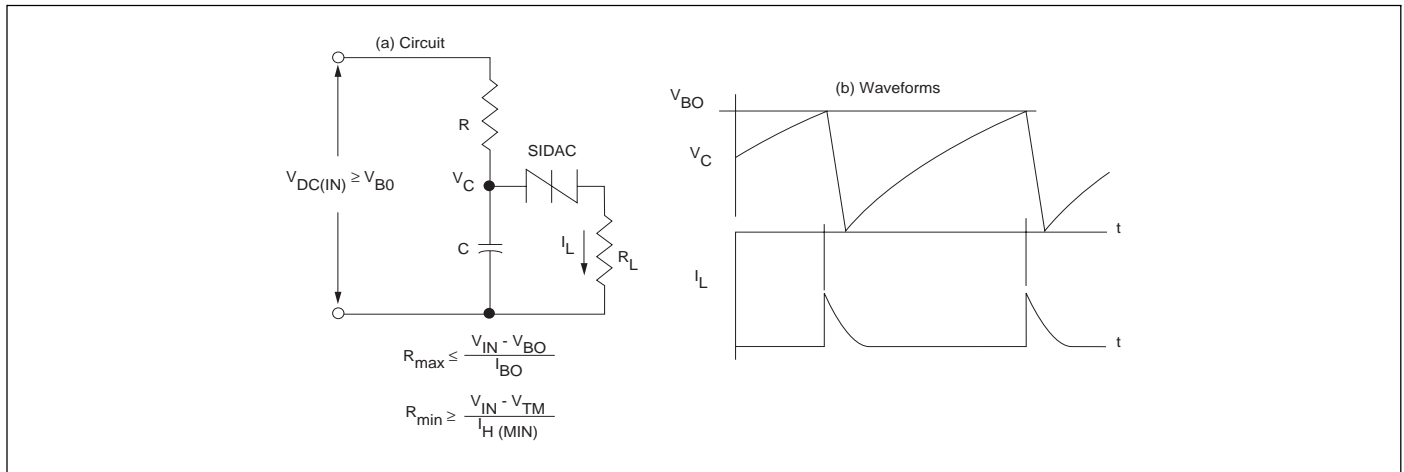 (a) Circuit
R
SIDAC
V_C
V_DC(IN) ≥ V_B0
C
I_L
R_L
R_max ≤ (V_IN - V_BO) / I_BO
R_min ≥ (V_IN - V_TM) / I_H (MIN)
(b) Waveforms
V_BO
V_C
t
I_L
t